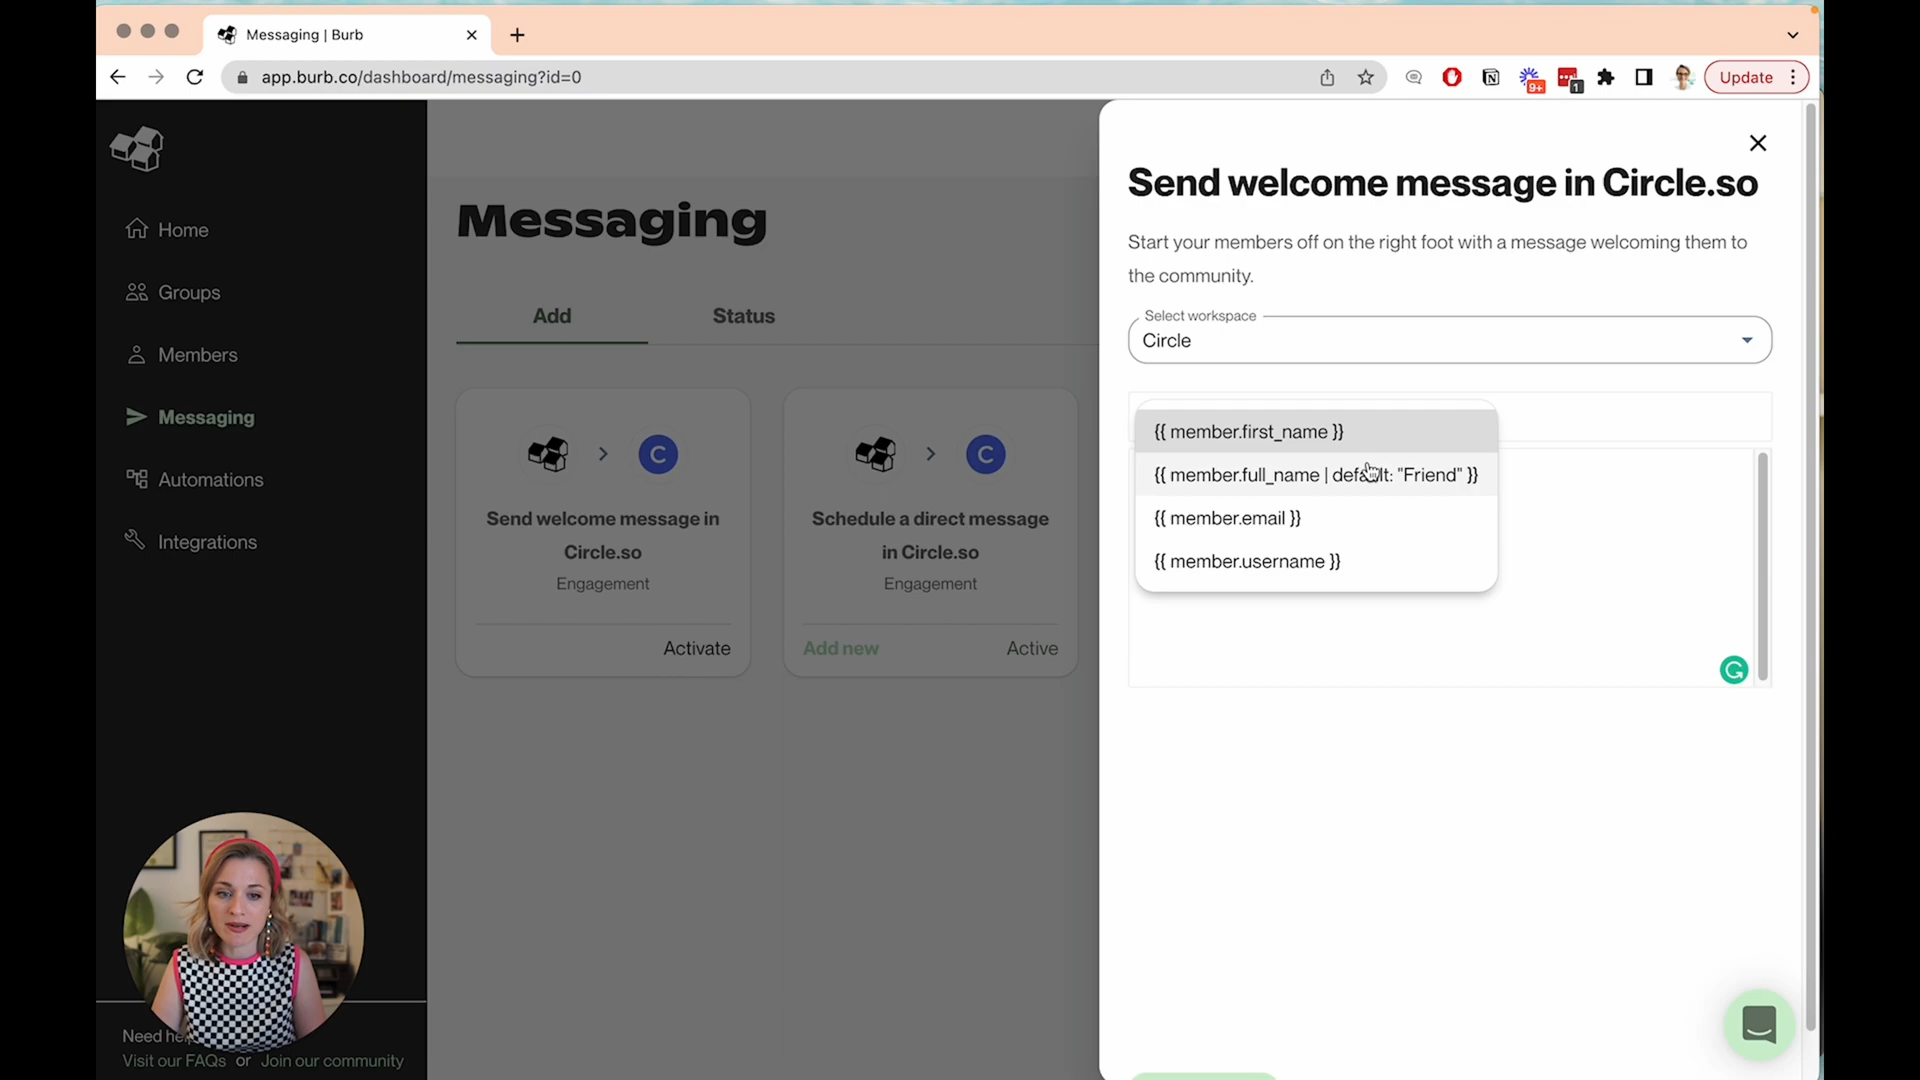 Messaging | Burb
app.burb.co/dashboard/messaging?id=0
9+
1
Update
Home
Groups
Members
Messaging
Automations
Integrations
Visit our FAQs or Join our community
Messaging
Add
Status
C
Send welcome message in
Circle.so
Engagement
Activate
C
Schedule a direct message
in Circle.so
Engagement
Add new
Active
Send welcome message in Circle.so
Start your members off on the right foot with a message welcoming them to
the community.
Select workspace
Circle
{{ member.first_name }}
{{ member.full_name | default: "Friend" }}
{{ member.email }}
{{ member.username }}